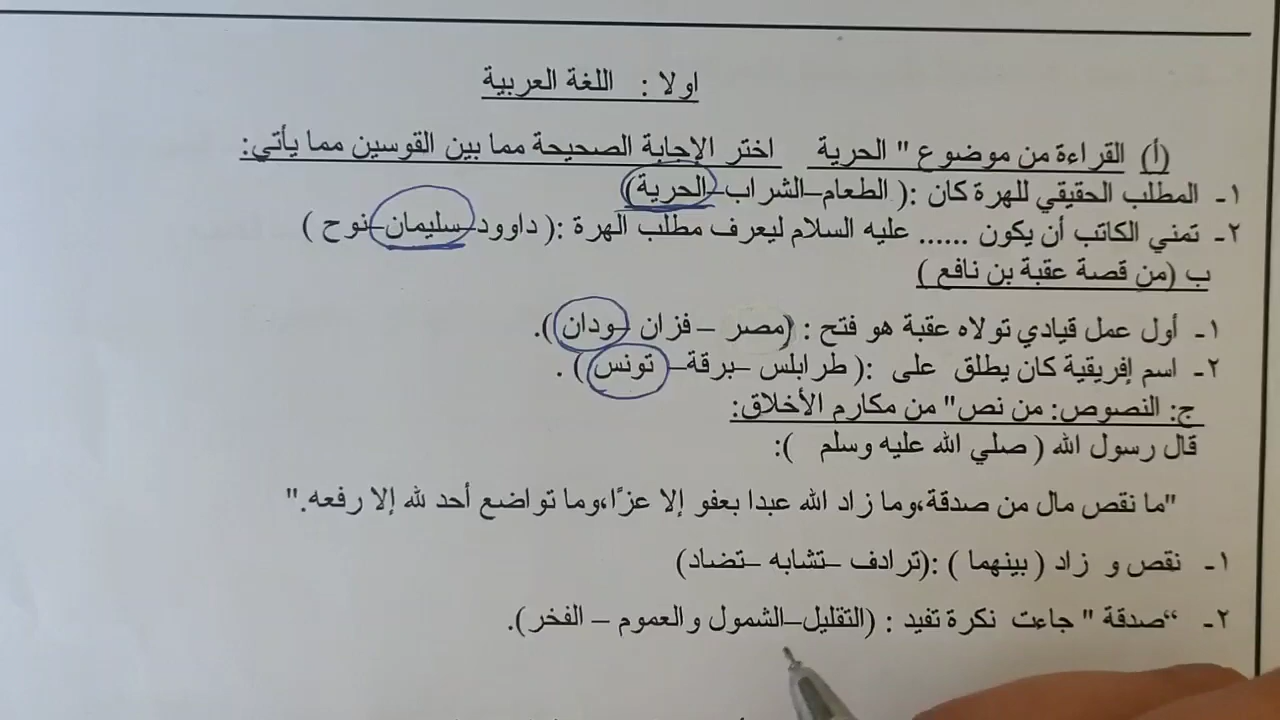 اولا : اللغة العربية
(أ) القراءة من موضوع " الحرية اختر الإجابة الصحيحة مما بين القوسين مما يأتي:
١- المطلب الحقيقي للهرة كان :( الطعام–الشراب–الحرية)
٢- تمني الكاتب أن يكون ...... عليه السلام ليعرف مطلب الهرة :( داوود–سليمان–نوح )
ب (من قصة عقبة بن نافع )
١- أول عمل قيادي تولاه عقبة هو فتح : (مصر – فزان –ودان ).
٢- اسم إفريقية كان يطلق على :( طرابلس –برقة– تونس ) .
ج: النصوص: من نص" من مكارم الأخلاق:
قال رسول الله ( صلي الله عليه وسلم ):
"ما نقص مال من صدقة،وما زاد الله عبدا بعفو إلا عزًا،وما تواضع أحد لله إلا رفعه."
١- نقص و زاد ( بينهما ) :(ترادف –تشابه –تضاد)
٢- “صدقة " جاءت نكرة تفيد : (التقليل–الشمول والعموم – الفخر).